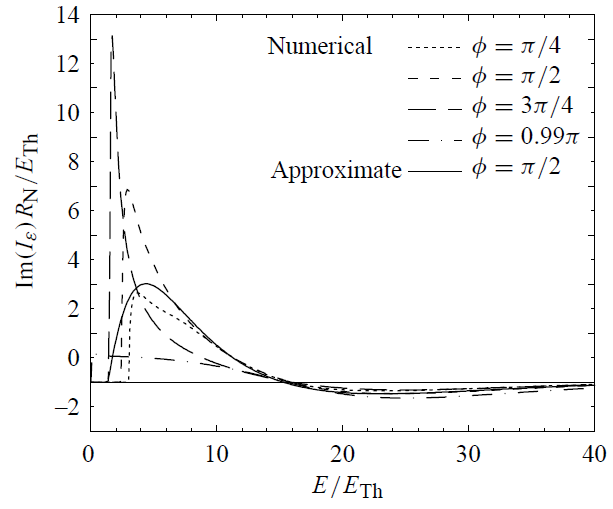 14
12
10
8
6
4
2
0
−2
Im(I_ε) R_N/E_Th
Numerical
ϕ = π/4
ϕ = π/2
ϕ = 3π/4
ϕ = 0.99π
Approximate ϕ = π/2
0 10 20 30 40
E/E_Th